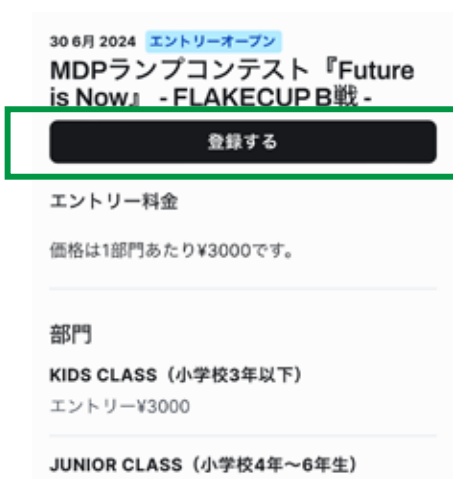 30 6月 2024 エントリーオープン
MDPランプコンテスト『Future
is Now』 - FLAKECUP B戦 -
登録する
エントリー料金
価格は1部門あたり¥3000です。
部門
KIDS CLASS（小学校3年以下）
エントリー¥3000
JUNIOR CLASS（小学校4年〜6年生）